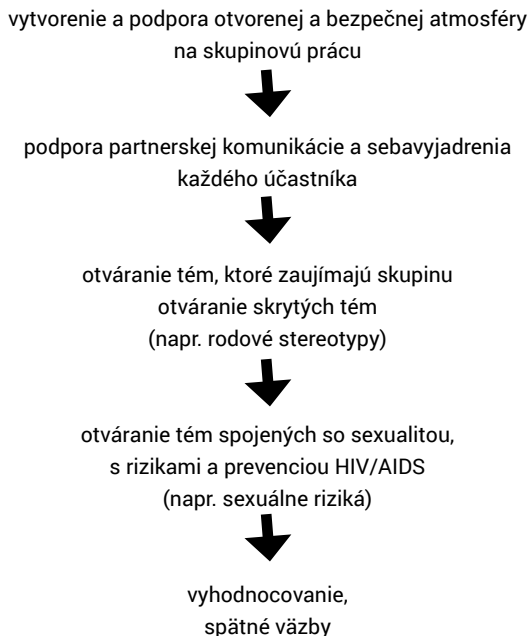 vytvorenie a podpora otvorenej a bezpečnej atmosféry
na skupinovú prácu
podpora partnerskej komunikácie a sebavyjadrenia
každého účastníka
otváranie tém, ktoré zaujímajú skupinu
otváranie skrytých tém
(napr. rodové stereotypy)
otváranie tém spojených so sexualitou,
s rizikami a prevenciou HIV/AIDS
(napr. sexuálne riziká)
vyhodnocovanie,
spätné väzby